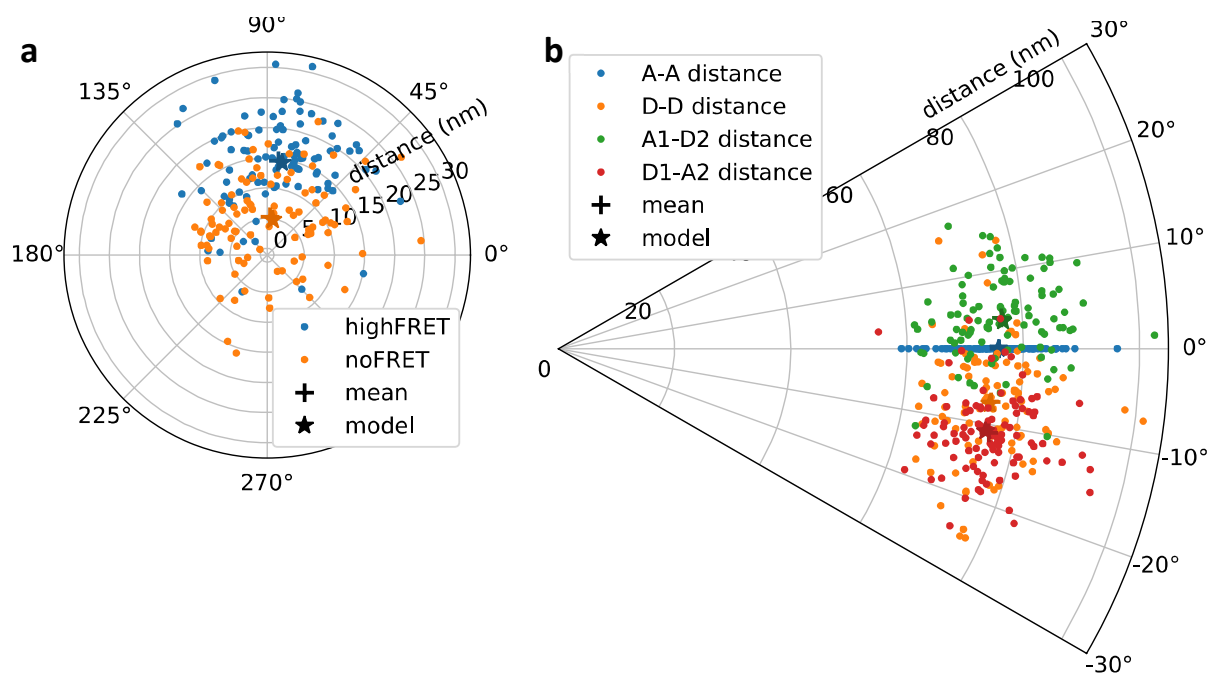 a
90°
135°
45°
distance (nm)
180°
0 5 10 15 20 25 30
0°
225°
270°
highFRET
noFRET
mean
model
b
A-A distance
D-D distance
A1-D2 distance
D1-A2 distance
mean
model
distance (nm)
0
20
60
80
100
30°
20°
10°
0°
-10°
-20°
-30°